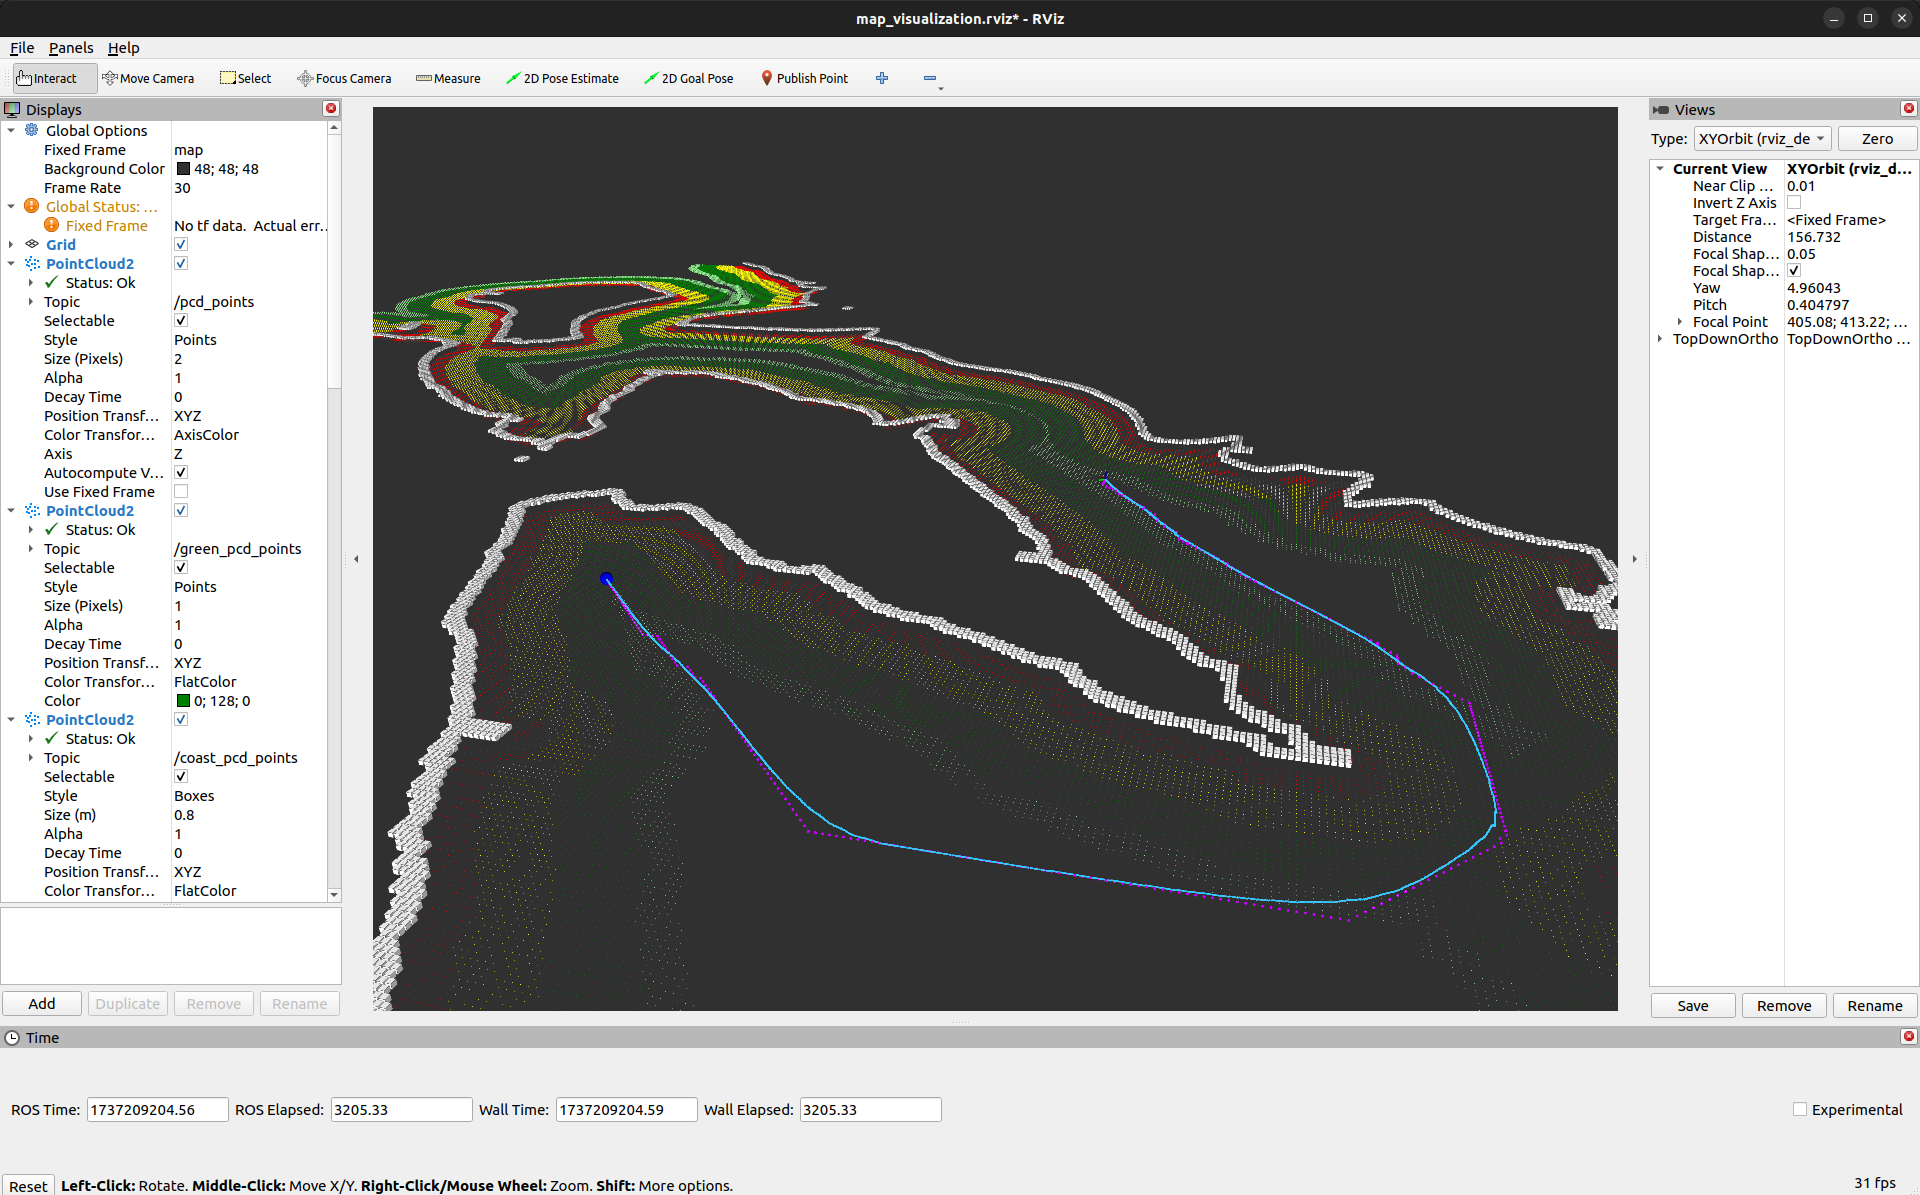 map_visualization.rviz* - RViz
File Panels Help
Interact Move Camera Select Focus Camera Measure 2D Pose Estimate 2D Goal Pose Publish Point
Displays
Global Options
Fixed Frame map
Background Color 48; 48; 48
Frame Rate 30
Global Status: ...
Fixed Frame No tf data. Actual err...
Grid
PointCloud2
Status: Ok
Topic /pcd_points
Selectable
Style Points
Size (Pixels) 2
Alpha 1
Decay Time 0
Position Transf... XYZ
Color Transfor... AxisColor
Axis Z
Autocompute V...
Use Fixed Frame
PointCloud2
Status: Ok
Topic /green_pcd_points
Selectable
Style Points
Size (Pixels) 1
Alpha 1
Decay Time 0
Position Transf... XYZ
Color Transfor... FlatColor
Color 0; 128; 0
PointCloud2
Status: Ok
Topic /coast_pcd_points
Selectable
Style Boxes
Size (m) 0.8
Alpha 1
Decay Time 0
Position Transf... XYZ
Color Transfor... FlatColor
Add Duplicate Remove Rename
Views
Type: XYOrbit (rviz_de Zero
Current View XYOrbit (rviz_d...
Near Clip ... 0.01
Invert Z Axis
Target Fra... <Fixed Frame>
Distance 156.732
Focal Shap... 0.05
Focal Shap...
Yaw 4.96043
Pitch 0.404797
Focal Point 405.08; 413.22; ...
TopDownOrtho TopDownOrtho ...
Save Remove Rename
Time
ROS Time: 1737209204.56 ROS Elapsed: 3205.33 Wall Time: 1737209204.59 Wall Elapsed: 3205.33 Experimental
Reset Left-Click: Rotate. Middle-Click: Move X/Y. Right-Click/Mouse Wheel: Zoom. Shift: More options. 31 fps